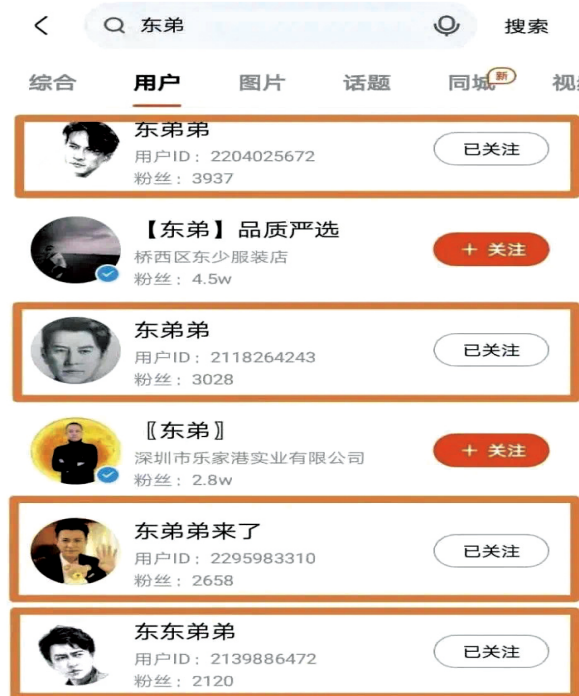 东弟
搜索
综合 用户 图片 话题 同城 新
东弟弟
用户ID：2204025672
粉丝：3937
已关注
【东弟】品质严选
桥西区东少服装店
粉丝：4.5w
+ 关注
东弟弟
用户ID：2118264243
粉丝：3028
已关注
〖东弟〗
深圳市乐家港实业有限公司
粉丝：2.8w
+ 关注
东弟弟来了
用户ID：2295983310
粉丝：2658
已关注
东东弟弟
用户ID：2139886472
粉丝：2120
已关注